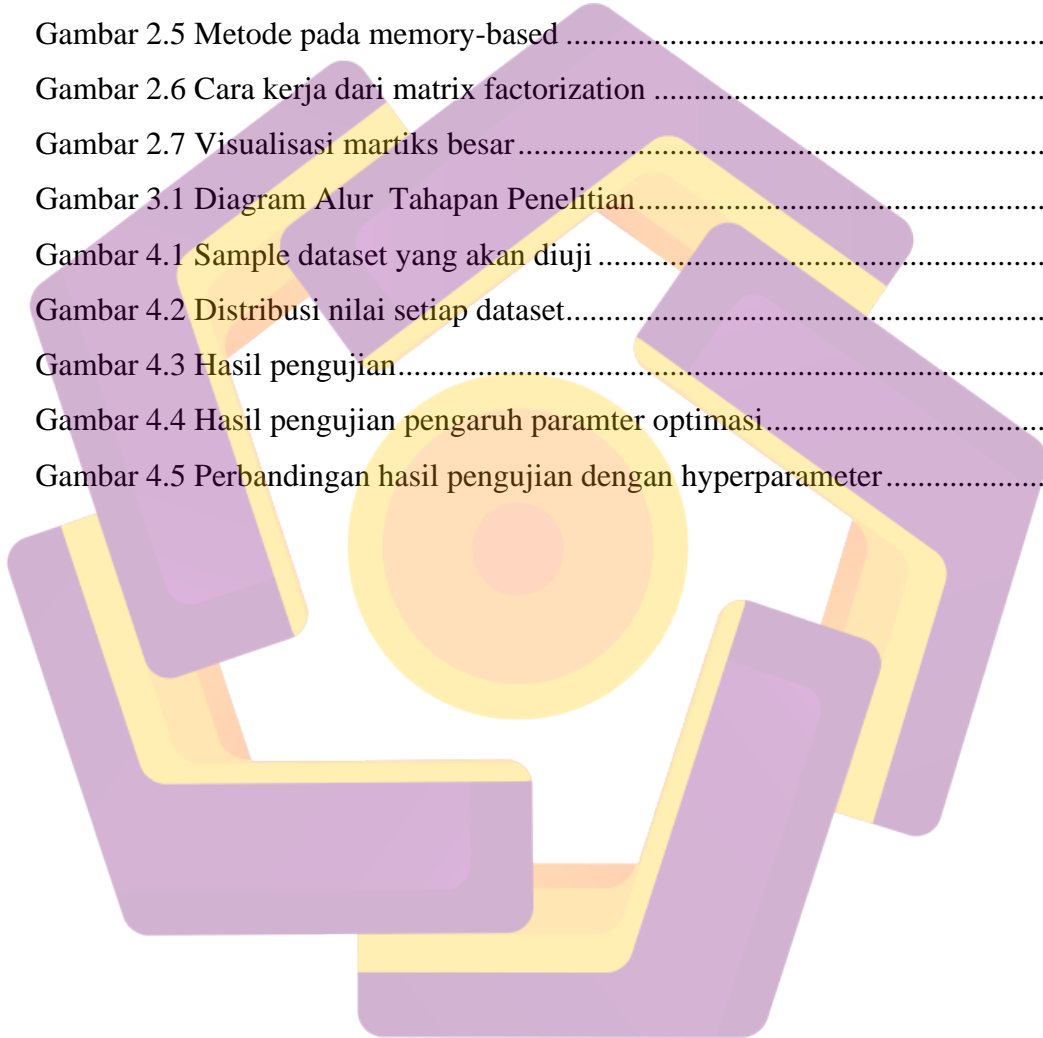 Gambar 2.5 Metode pada memory-based ................................................................
Gambar 2.6 Cara kerja dari matrix factorization ....................................................
Gambar 2.7 Visualisasi martiks besar......................................................................
Gambar 3.1 Diagram Alur  Tahapan Penelitian.......................................................
Gambar 4.1 Sample dataset yang akan diuji ............................................................
Gambar 4.2 Distribusi nilai setiap dataset................................................................
Gambar 4.3 Hasil pengujian.....................................................................................
Gambar 4.4 Hasil pengujian pengaruh paramter optimasi.......................................
Gambar 4.5 Perbandingan hasil pengujian dengan hyperparameter......................